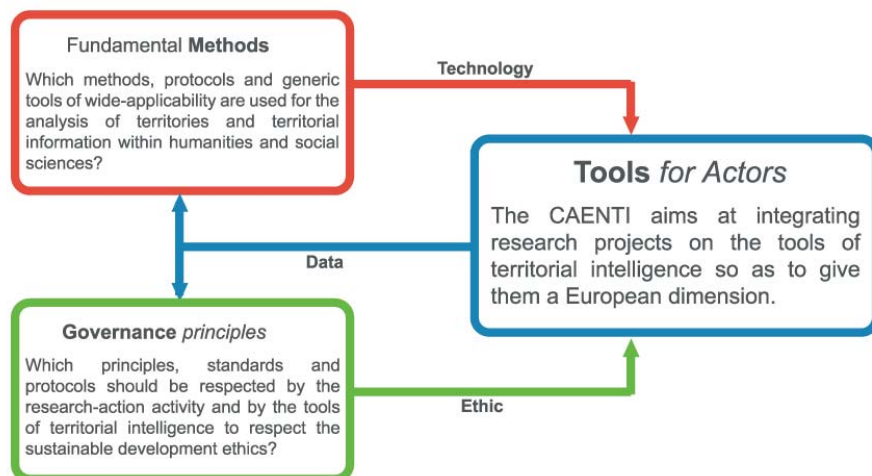 Fundamental Methods
Which methods, protocols and generic
tools of wide-applicability are used for the
analysis of territories and territorial
information within humanities and social
sciences?
Technology
Tools for Actors
The CAENTI aims at integrating
research projects on the tools of
territorial intelligence so as to give
them a European dimension.
Data
Governance principles
Which principles, standards and
protocols should be respected by the
research-action activity and by the tools
of territorial intelligence to respect the
sustainable development ethics?
Ethic